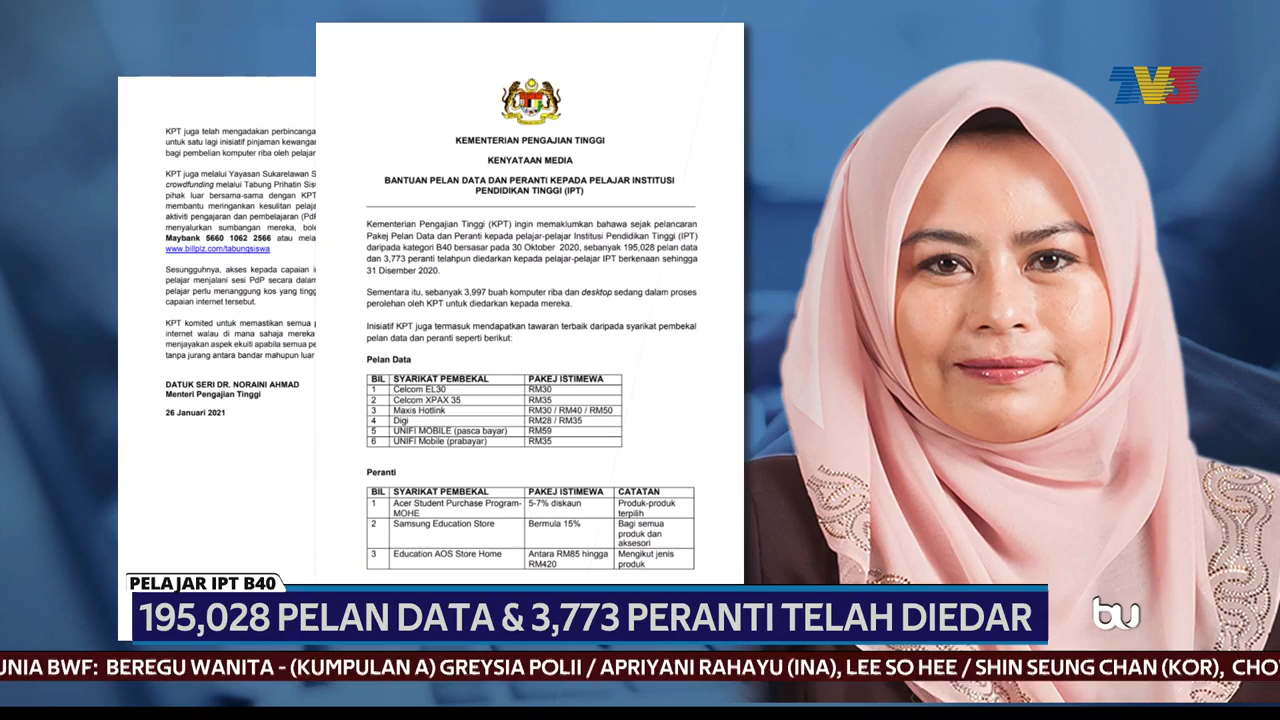 TV3
KPT juga telah mengadakan perbincanga
untuk satu lagi inisiatif pinjaman kewangan
bagi pembelian komputer riba oleh pelajar
KPT juga melalui Yayasan Sukarelawan S
crowdfunding melalui Tabung Prihatin Sis
pihak luar bersama-sama dengan KPT
membantu meringankan kesulitan pelaja
aktiviti pengajaran dan pembelajaran (PdP
menyalurkan sumbangan mereka, bole
Maybank 5660 1062 2566 atau mela
www.billplz.com/tabungsiswa
Sesungguhnya, akses kepada capaian i
pelajar menjalani sesi PdP secara dalam
pelajar perlu menanggung kos yang tingg
capaian internet tersebut.
KPT komited untuk memastikan semua p
internet walau di mana sahaja mereka
menjayakan aspek ekuiti apabila semua pe
tanpa jurang antara bandar mahupun luar
DATUK SERI DR. NORAINI AHMAD
Menteri Pengajian Tinggi
26 Januari 2021
KEMENTERIAN PENGAJIAN TINGGI
KENYATAAN MEDIA
BANTUAN PELAN DATA DAN PERANTI KEPADA PELAJAR INSTITUSI
PENDIDIKAN TINGGI (IPT)
Kementerian Pengajian Tinggi (KPT) ingin memaklumkan bahawa sejak pelancaran
Pakej Pelan Data dan Peranti kepada pelajar-pelajar Institusi Pendidikan Tinggi (IPT)
daripada kategori B40 bersasar pada 30 Oktober 2020, sebanyak 195,028 pelan data
dan 3,773 peranti telahpun diedarkan kepada pelajar-pelajar IPT berkenaan sehingga
31 Disember 2020.
Sementara itu, sebanyak 3,997 buah komputer riba dan desktop sedang dalam proses
perolehan oleh KPT untuk diedarkan kepada mereka.
Inisiatif KPT juga termasuk mendapatkan tawaran terbaik daripada syarikat pembekal
pelan data dan peranti seperti berikut:
Pelan Data
BIL SYARIKAT PEMBEKAL PAKEJ ISTIMEWA
1 Celcom EL30 RM30
2 Celcom XPAX 35 RM35
3 Maxis Hotlink RM30 / RM40 / RM50
4 Digi RM28 / RM35
5 UNIFI MOBILE (pasca bayar) RM59
6 UNIFI Mobile (prabayar) RM35
Peranti
BIL SYARIKAT PEMBEKAL PAKEJ ISTIMEWA CATATAN
1 Acer Student Purchase Program- 5-7% diskaun Produk-produk
MOHE terpilih
2 Samsung Education Store Bermula 15% Bagi semua
produk dan
aksesori
3 Education AOS Store Home Antara RM85 hingga Mengikut jenis
RM420 produk
PELAJAR IPT B40
195,028 PELAN DATA & 3,773 PERANTI TELAH DIEDAR
bu
UNIA BWF: BEREGU WANITA - (KUMPULAN A) GREYSIA POLII / APRIYANI RAHAYU (INA), LEE SO HEE / SHIN SEUNG CHAN (KOR), CHO